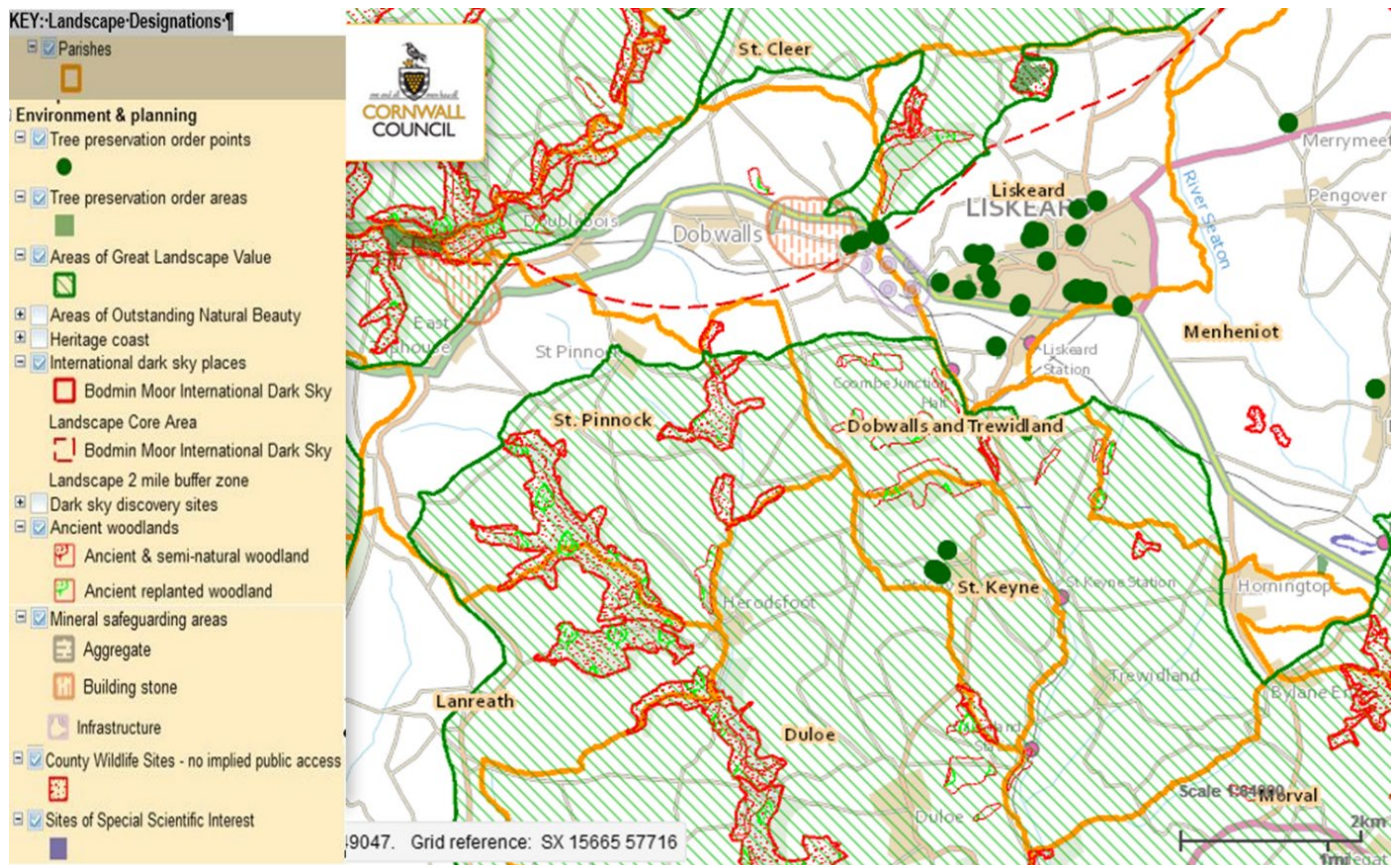 KEY:·Landscape·Designations·¶
Parishes
Environment & planning
Tree preservation order points
Tree preservation order areas
Areas of Great Landscape Value
Areas of Outstanding Natural Beauty
Heritage coast
International dark sky places
Bodmin Moor International Dark Sky
Landscape Core Area
Bodmin Moor International Dark Sky
Landscape 2 mile buffer zone
Dark sky discovery sites
Ancient woodlands
Ancient & semi-natural woodland
Ancient replanted woodland
Mineral safeguarding areas
Aggregate
Building stone
Infrastructure
County Wildlife Sites - no implied public access
Sites of Special Scientific Interest
CORNWALL
COUNCIL
St. Cleer
Merrymeet
Liskeard
LISKEARD
Pengover
River Seaton
Doublebois
Dobwalls
East
St Pinnock
Menheniot
Liskeard
Station
Coombe Junction
Halt
St. Pinnock
Dobwalls and Trewidland
St. Keyne
St Keyne Station
Horningtop
Herodsfoot
Trewidland
Lanreath
Bylane E
Duloe
Duloe
Morval
Scale
2km
1mi
49047. Grid reference: SX 15665 57716